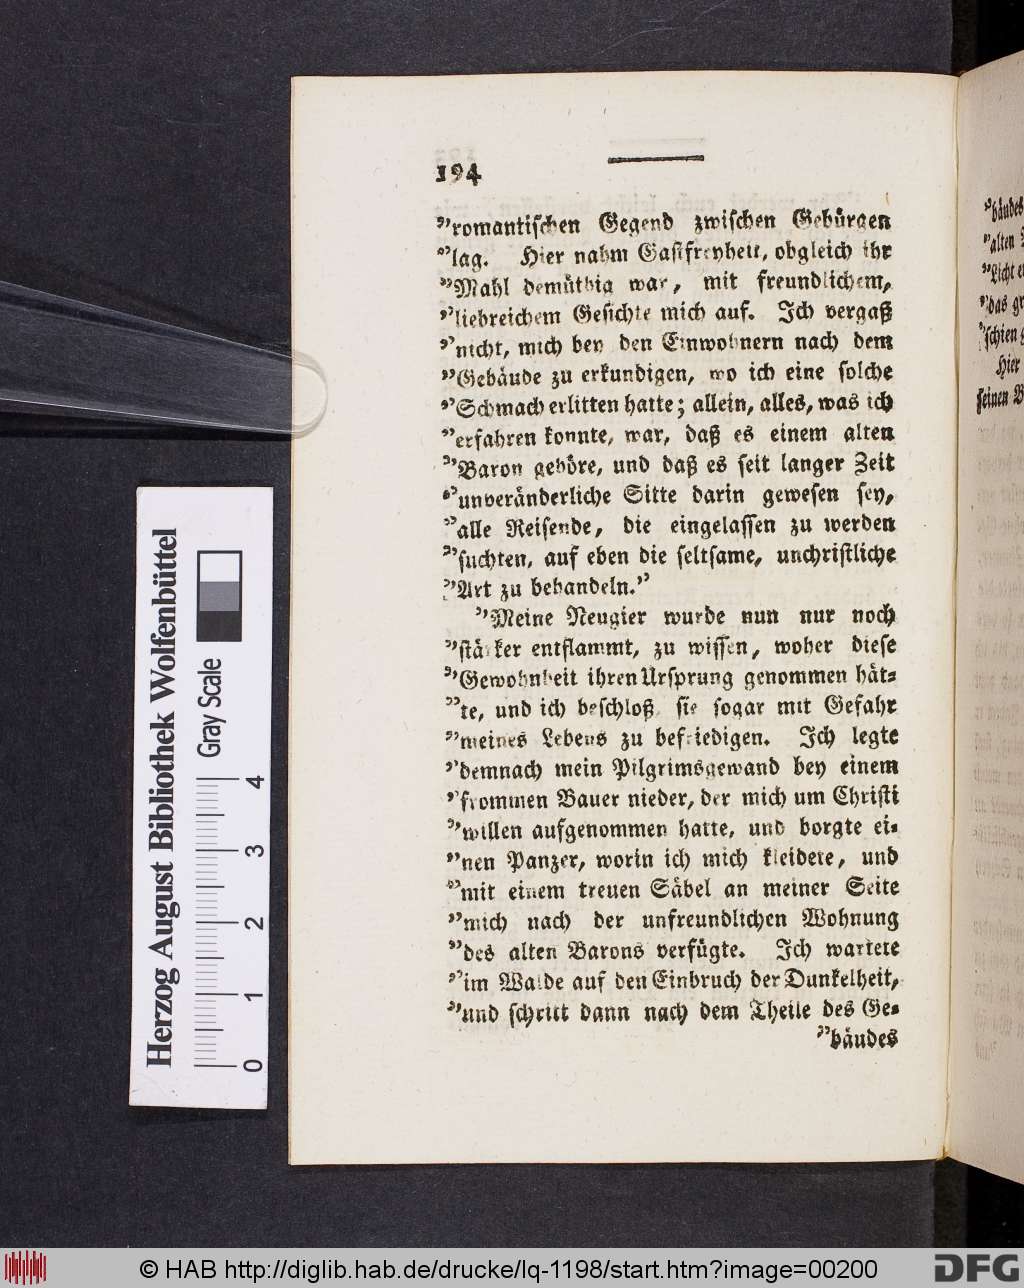 194
”romantischen Gegend zwischen Gebürgen
”lag. Hier nahm Gastfreyheit, obgleich ihr
”Mahl demüthig war, mit freundlichem,
”liebreichem Gesichte mich auf. Ich vergaß
”nicht, mich bey den Einwohnern nach dem
”Gebäude zu erkundigen, wo ich eine solche
”Schmach erlitten hatte; allein, alles, was ich
”erfahren konnte, war, daß es einem alten
”Baron gehöre, und daß es seit langer Zeit
”unveränderliche Sitte darin gewesen sey,
”alle Reisende, die eingelassen zu werden
”suchten, auf eben die seltsame, unchristliche
”Art zu behandeln.”
”Meine Neugier wurde nun nur noch
”stärker entflammt, zu wissen, woher diese
”Gewohnheit ihren Ursprung genommen hät-
”te, und ich beschloß, sie sogar mit Gefahr
”meines Lebens zu befriedigen. Ich legte
”demnach mein Pilgrimsgewand bey einem
”frommen Bauer nieder, der mich um Christi
”willen aufgenommen hatte, und borgte ei-
”nen Panzer, worin ich mich kleidete, und
”mit einem treuen Säbel an meiner Seite
”mich nach der unfreundlichen Wohnung
”des alten Barons verfügte. Ich wartete
”im Walde auf den Einbruch der Dunkelheit,
”und schritt dann nach dem Theile des Ge-
”bäudes
”bäudes
”alten
”Licht
”das
”schien
Hier
seinen
Herzog August Bibliothek Wolfenbüttel
Gray Scale
0 1 2 3 4
© HAB http://diglib.hab.de/drucke/lq-1198/start.htm?image=00200
DFG